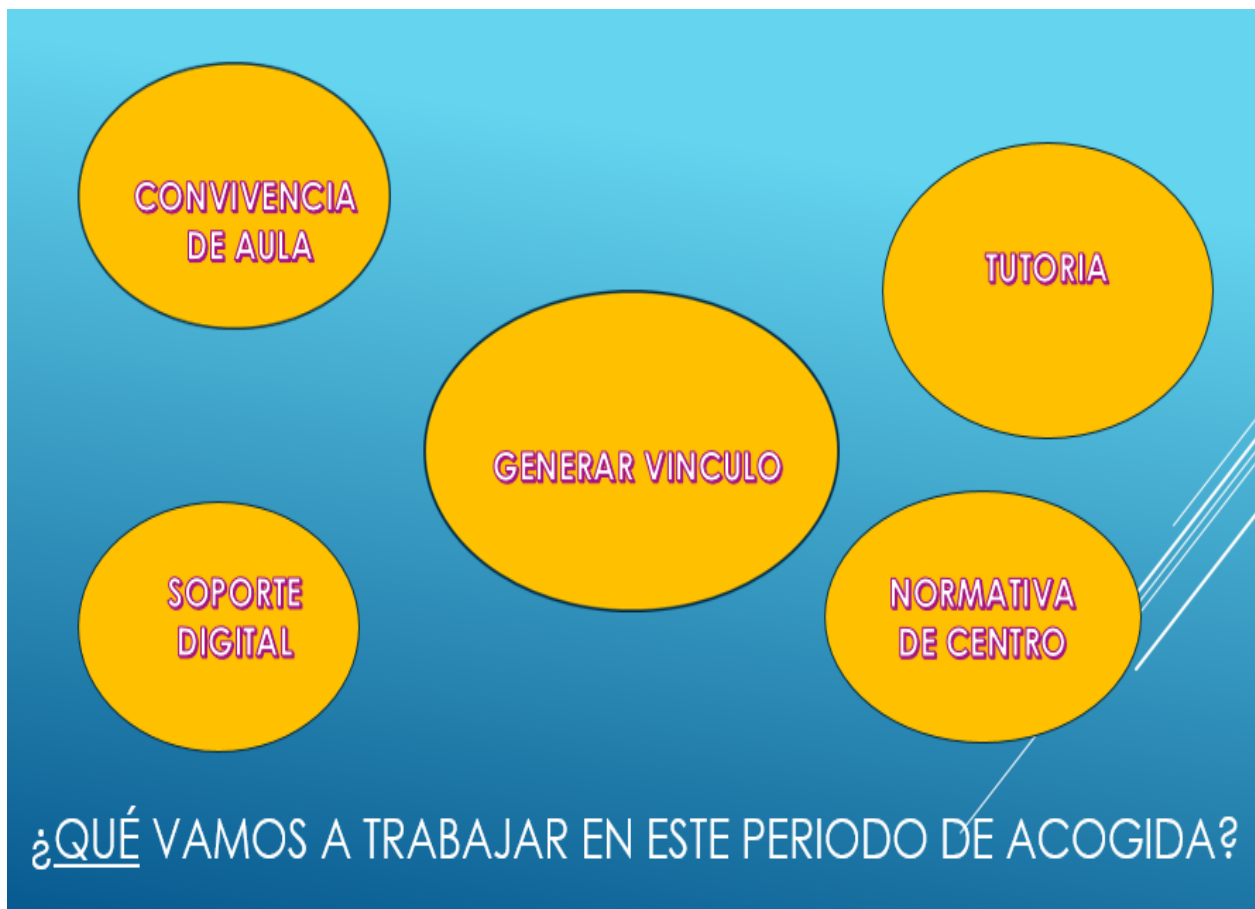 CONVIVENCIA
DE AULA
TUTORIA
GENERAR VINCULO
SOPORTE
DIGITAL
NORMATIVA
DE CENTRO
¿QUÉ VAMOS A TRABAJAR EN ESTE PERIODO DE ACOGIDA?